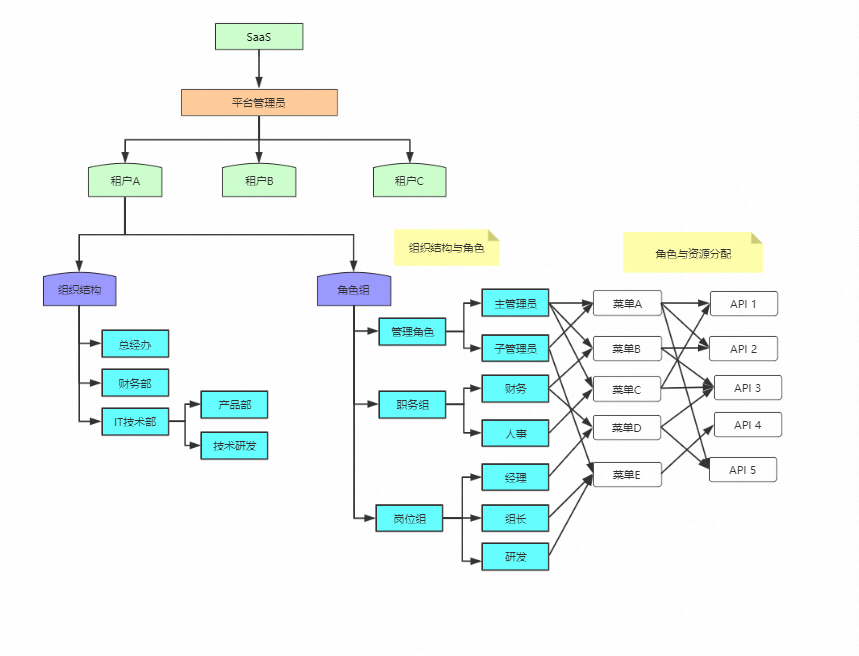 SaaS
平台管理员
租户A
租户B
租户C
组织结构与角色
角色与资源分配
组织结构
角色组
总经办
财务部
IT技术部
产品部
技术研发
管理角色
职务组
岗位组
主管理员
子管理员
财务
人事
经理
组长
研发
菜单A
菜单B
菜单C
菜单D
菜单E
API 1
API 2
API 3
API 4
API 5